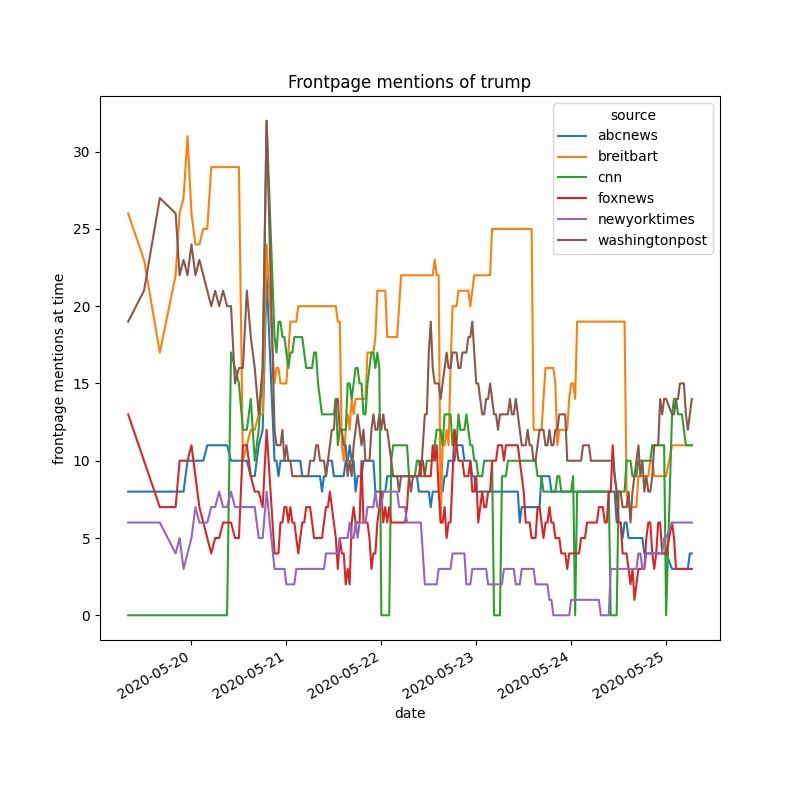 Frontpage mentions of trump
source
abcnews
breitbart
cnn
foxnews
newyorktimes
washingtonpost
frontpage mentions at time
30
25
20
15
10
5
0
2020-05-20
2020-05-21
2020-05-22
2020-05-23
2020-05-24
2020-05-25
date